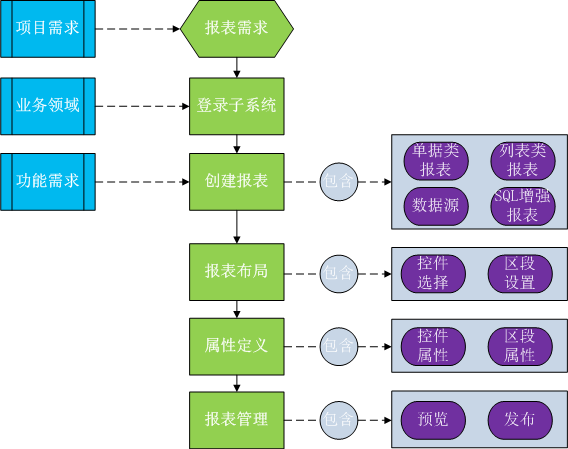 项目需求
报表需求
业务领域
登录子系统
功能需求
创建报表
包含
单据类
报表
列表类
报表
数据源
SQL增强
报表
报表布局
包含
控件
选择
区段
设置
属性定义
包含
控件
属性
区段
属性
报表管理
包含
预览
发布